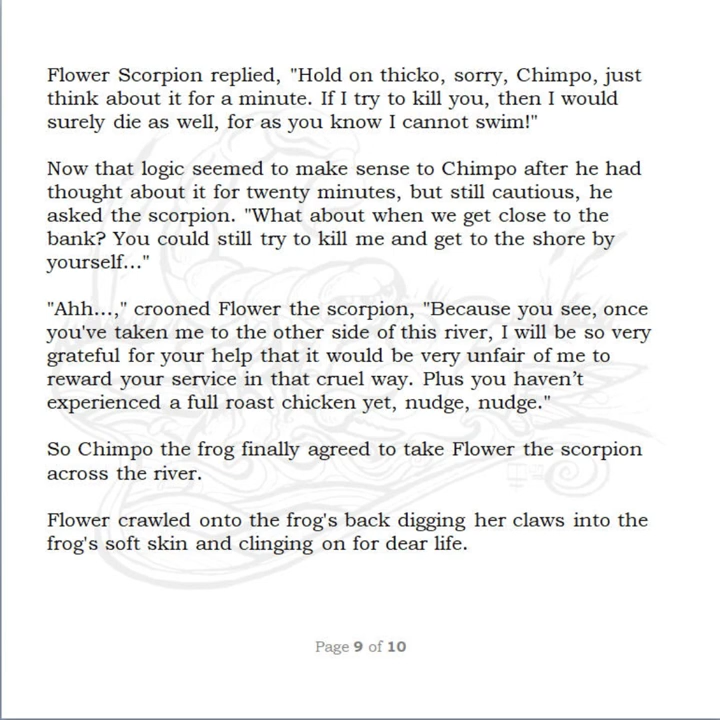 Flower Scorpion replied, "Hold on thicko, sorry, Chimpo, just
think about it for a minute. If I try to kill you, then I would
surely die as well, for as you know I cannot swim!"
Now that logic seemed to make sense to Chimpo after he had
thought about it for twenty minutes, but still cautious, he
asked the scorpion. "What about when we get close to the
bank? You could still try to kill me and get to the shore by
yourself..."
"Ahh...," crooned Flower the scorpion, "Because you see, once
you've taken me to the other side of this river, I will be so very
grateful for your help that it would be very unfair of me to
reward your service in that cruel way. Plus you haven’t
experienced a full roast chicken yet, nudge, nudge."
So Chimpo the frog finally agreed to take Flower the scorpion
across the river.
Flower crawled onto the frog's back digging her claws into the
frog's soft skin and clinging on for dear life.
Page 9 of 10